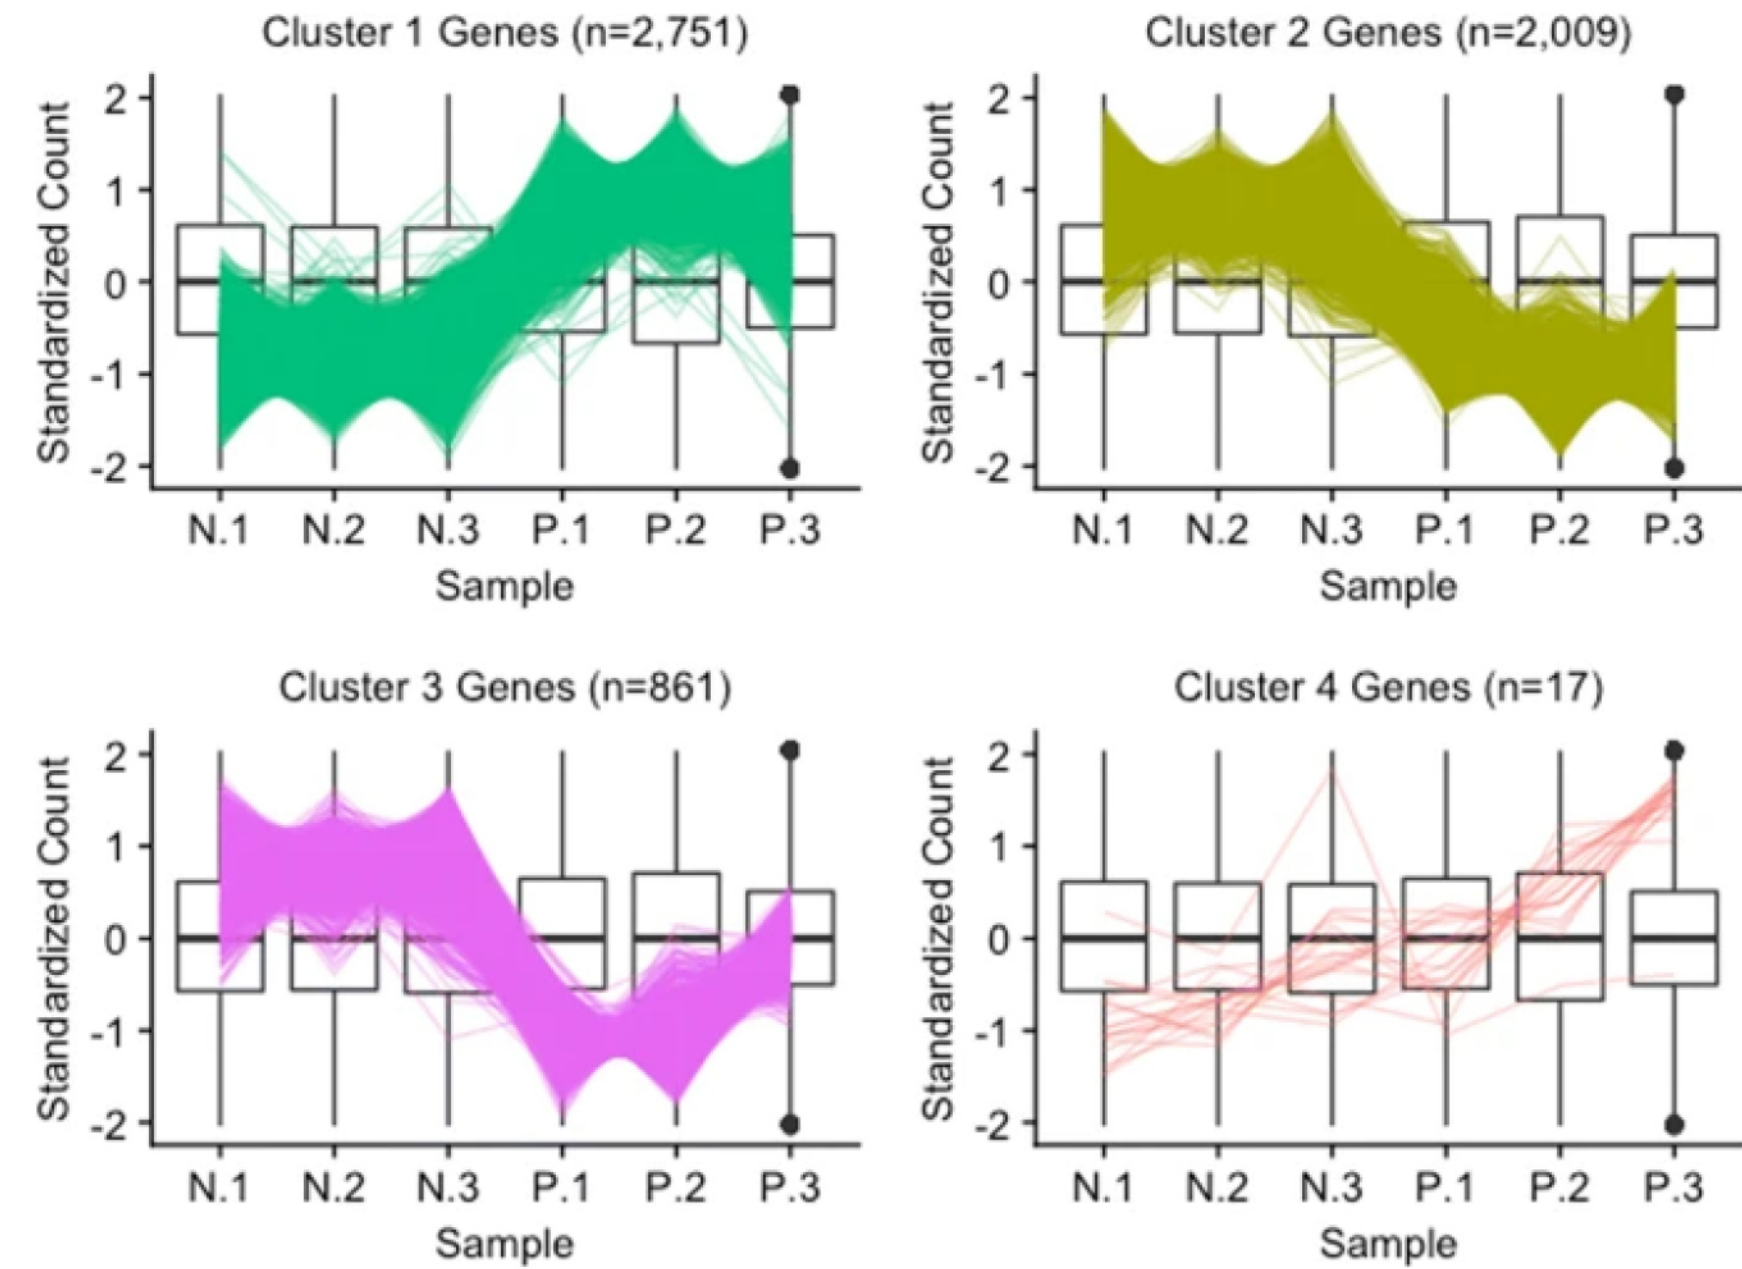 Cluster 1 Genes (n=2,751)
Standardized Count
2
1
0
-1
-2
N.1 N.2 N.3 P.1 P.2 P.3
Sample
Cluster 2 Genes (n=2,009)
Standardized Count
2
1
0
-1
-2
N.1 N.2 N.3 P.1 P.2 P.3
Sample
Cluster 3 Genes (n=861)
Standardized Count
2
1
0
-1
-2
N.1 N.2 N.3 P.1 P.2 P.3
Sample
Cluster 4 Genes (n=17)
Standardized Count
2
1
0
-1
-2
N.1 N.2 N.3 P.1 P.2 P.3
Sample